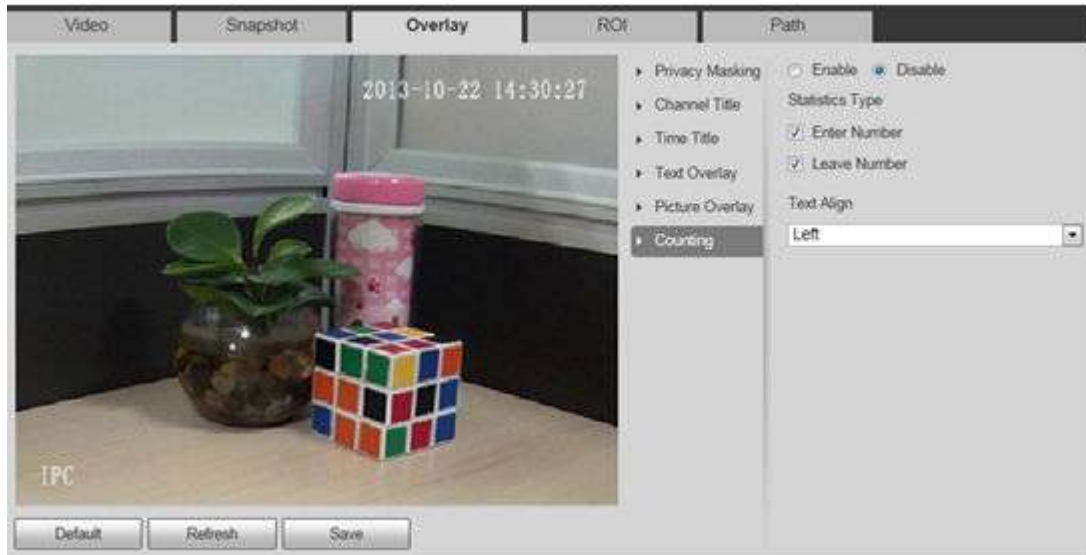 Video Snapshot Overlay ROI Path
2013-10-22 14:30:27
IPC
Privacy Masking
Channel Title
Time Title
Text Overlay
Picture Overlay
Counting
Enable Disable
Statistics Type
Enter Number
Leave Number
Text Align
Left
Default Refresh Save